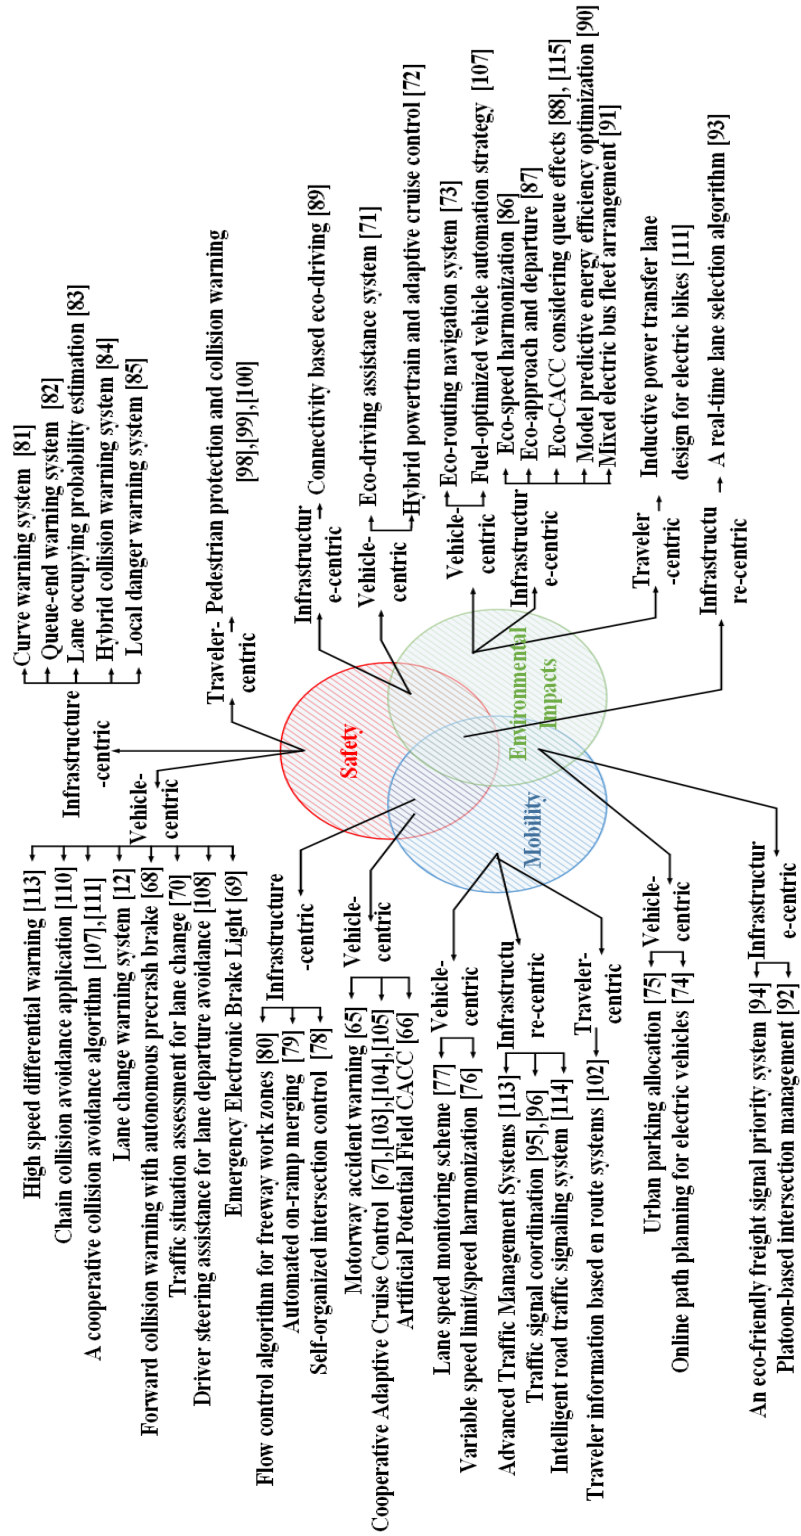 High speed differential warning [113]
Chain collision avoidance application [110]
A cooperative collision avoidance algorithm [107],[111]
Lane change warning system [12]
Forward collision warning with autonomous precrash brake [68]
Traffic situation assessment for lane change [70]
Driver steering assistance for lane departure avoidance [108]
Emergency Electronic Brake Light [69]
Vehicle-
centric
Infrastructure
-centric
Curve warning system [81]
Queue-end warning system [82]
Lane occupying probability estimation [83]
Hybrid collision warning system [84]
Local danger warning system [85]
Traveler-
centric
Pedestrian protection and collision warning
[98],[99],[100]
Flow control algorithm for freeway work zones [80]
Automated on-ramp merging [79]
Self-organized intersection control [78]
Infrastructure
-centric
Motorway accident warning [65]
Cooperative Adaptive Cruise Control [67],[103],[104],[105]
Artificial Potential Field CACC [66]
Vehicle-
centric
Safety
Mobility
Environmental
Impacts
Infrastructur
e-centric
Connectivity based eco-driving [89]
Vehicle-
centric
Eco-driving assistance system [71]
Hybrid powertrain and adaptive cruise control [72]
Lane speed monitoring scheme [77]
Variable speed limit/speed harmonization [76]
Vehicle-
centric
Advanced Traffic Management Systems [113]
Traffic signal coordination [95],[96]
Intelligent road traffic signaling system [114]
Infrastructu
re-centric
Traveler information based en route systems [102]
Traveler-
centric
Vehicle-
centric
Eco-routing navigation system [73]
Fuel-optimized vehicle automation strategy [107]
Infrastructur
e-centric
Eco-speed harmonization [86]
Eco-approach and departure [87]
Eco-CACC considering queue effects [88], [115]
Model predictive energy efficiency optimization [90]
Mixed electric bus fleet arrangement [91]
Traveler
-centric
Inductive power transfer lane
design for electric bikes [111]
Urban parking allocation [75]
Online path planning for electric vehicles [74]
Vehicle-
centric
Infrastructu
re-centric
A real-time lane selection algorithm [93]
An eco-friendly freight signal priority system [94]
Platoon-based intersection management [92]
Infrastructur
e-centric